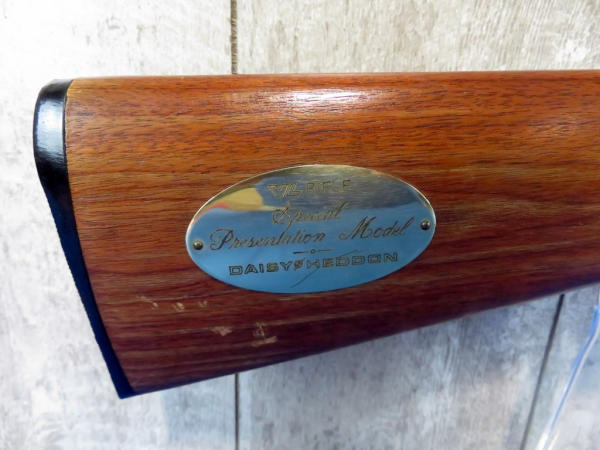 V/L RIFLE
Special
Presentation Model
DAISY/HEDDON